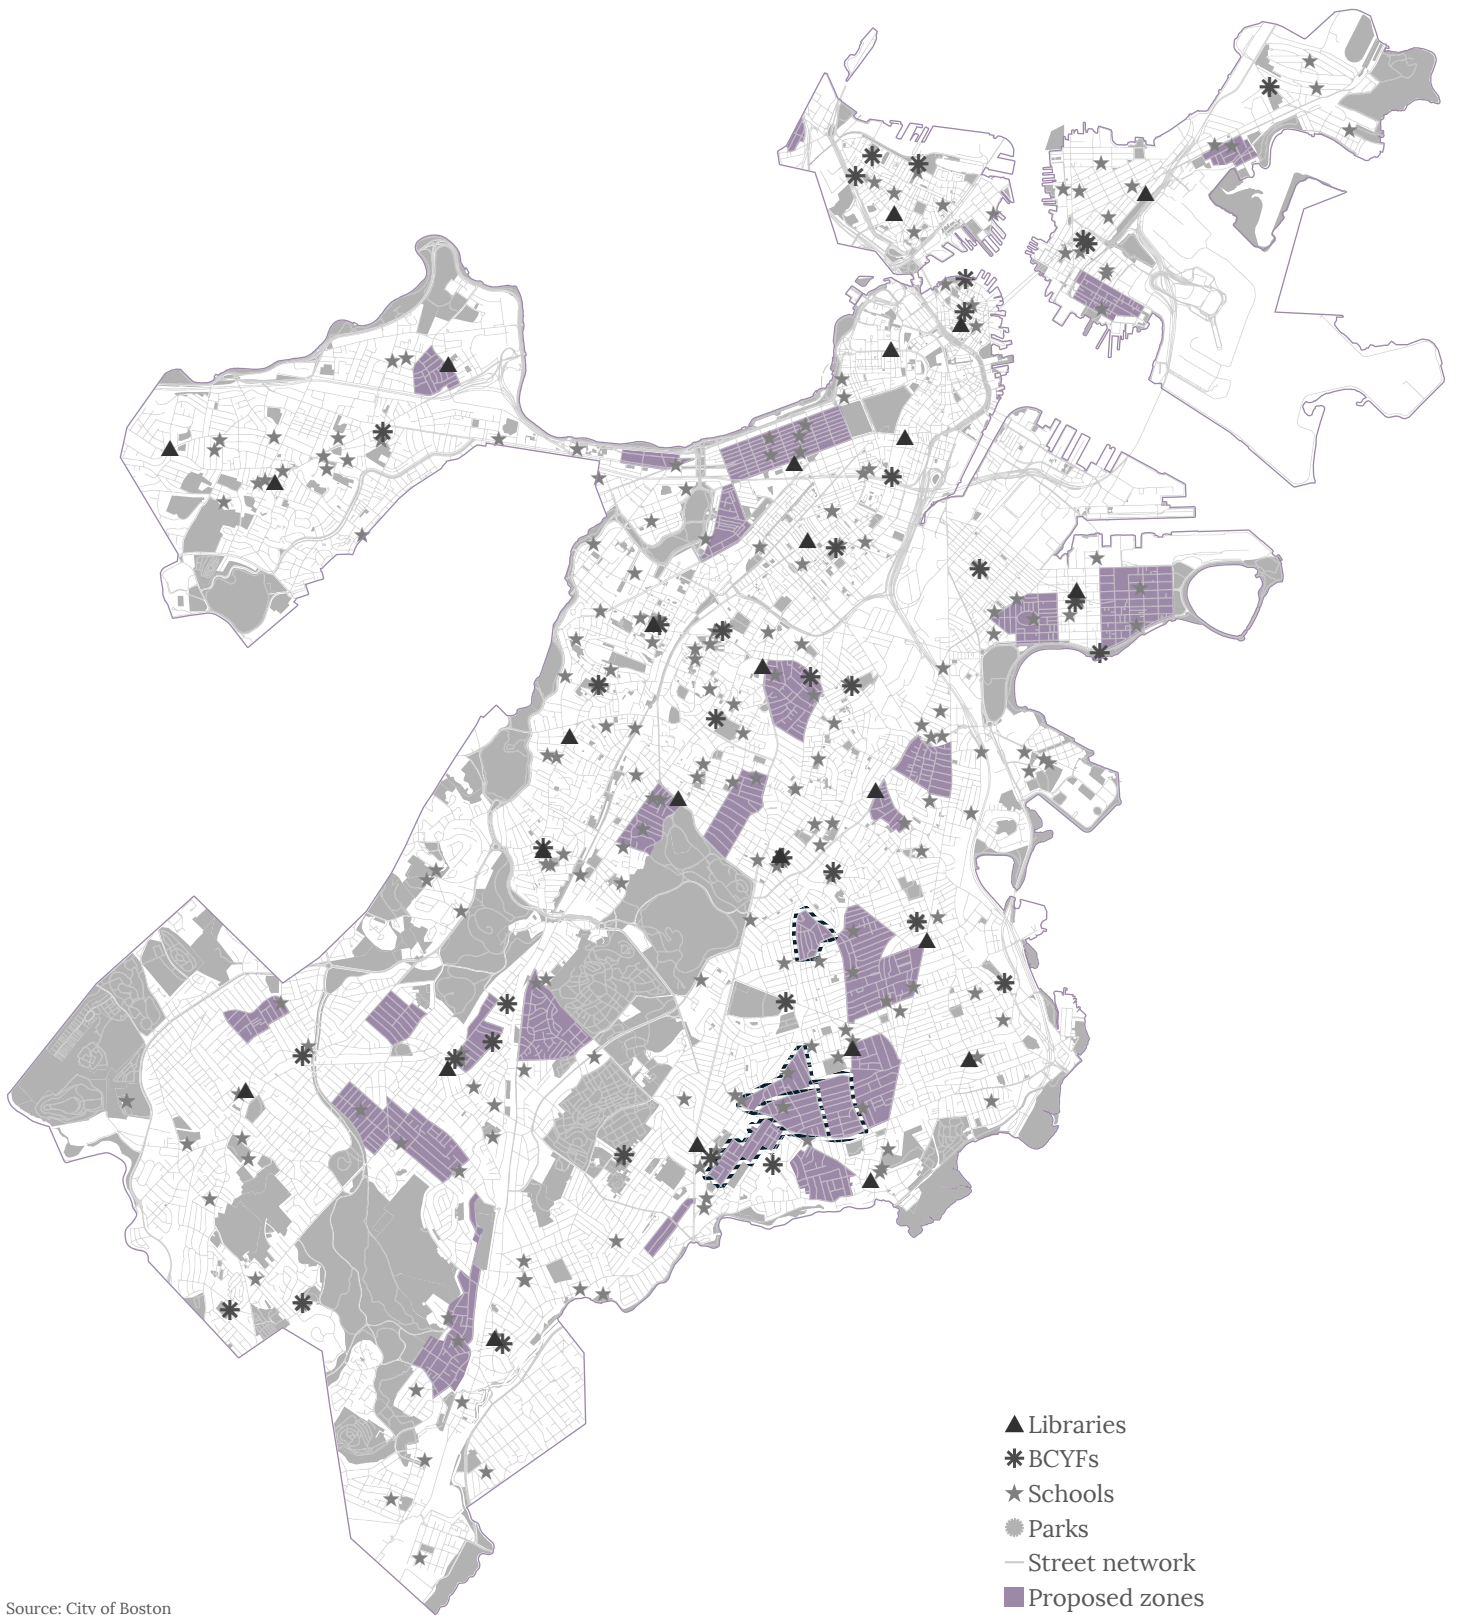 Libraries
BCYFs
Schools
Parks
Street network
Proposed zones
Source: City of Boston